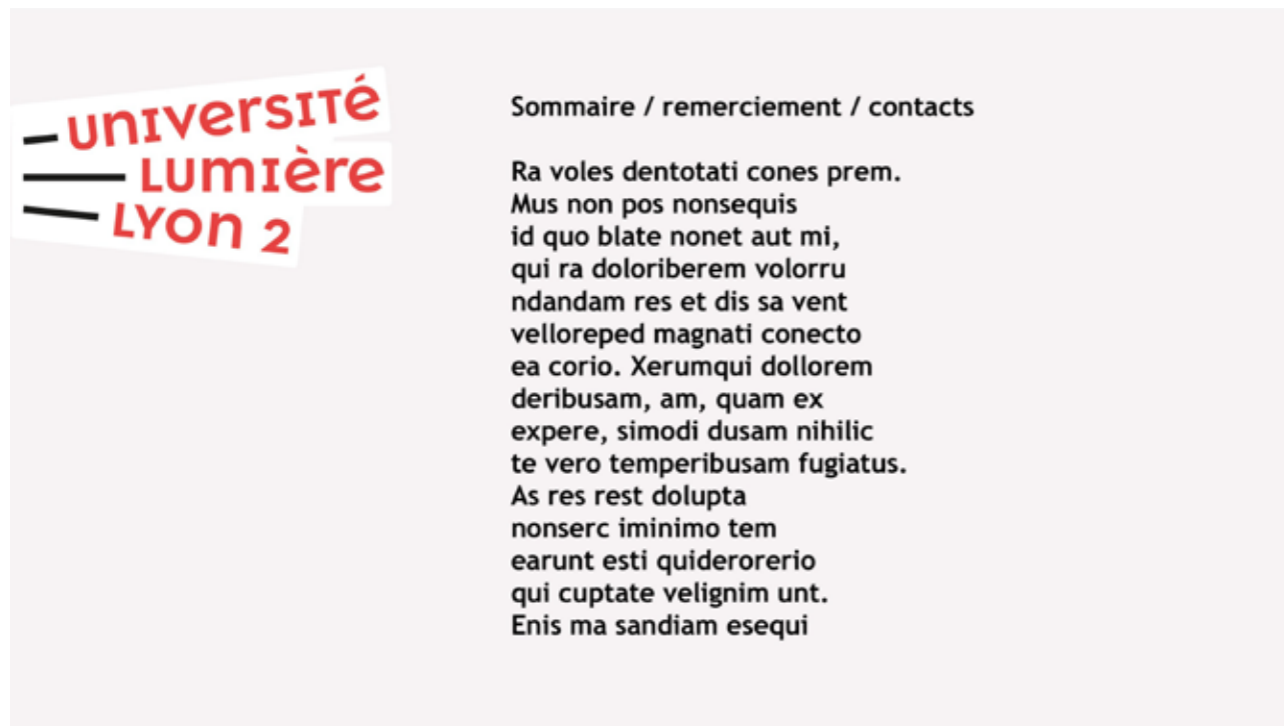 université
Lumière
Lyon 2
Sommaire / remerciement / contacts
Ra voles dentotati cones prem.
Mus non pos nonsequis
id quo blate nonet aut mi,
qui ra doloriberem volorru
ndandam res et dis sa vent
velloreped magnati conecto
ea corio. Xerumqui dollorem
deribusam, am, quam ex
expere, simodi dusam nihilic
te vero temperibusam fugiatus.
As res rest dolupta
nonserc iminimo tem
earunt esti quiderorerio
qui cuptate velignim unt.
Enis ma sandiam esequi